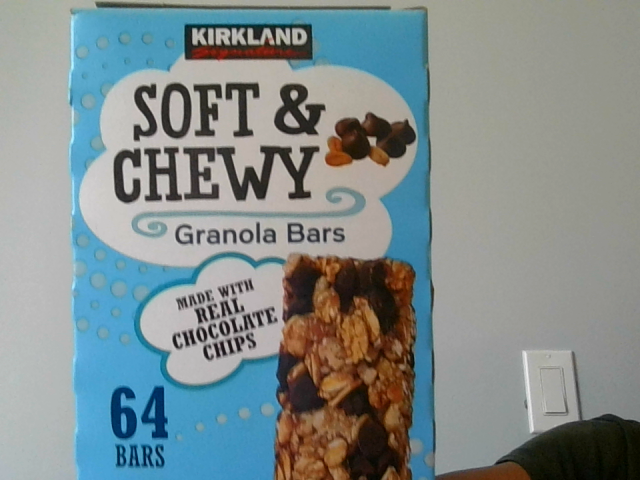 KIRKLAND
Signature
SOFT &
CHEWY
Granola Bars
MADE WITH
REAL
CHOCOLATE
CHIPS
64
BARS